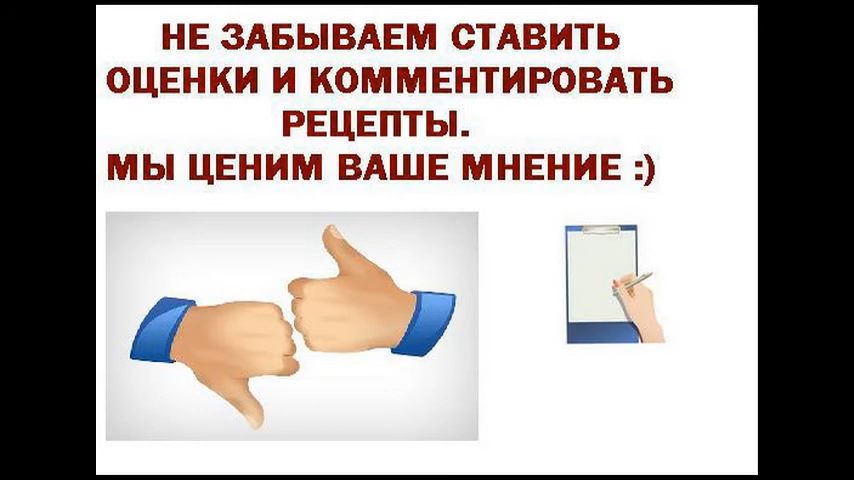 НЕ ЗАБЫВАЕМ СТАВИТЬ
ОЦЕНКИ И КОММЕНТИРОВАТЬ
РЕЦЕПТЫ.
МЫ ЦЕНИМ ВАШЕ МНЕНИЕ :)